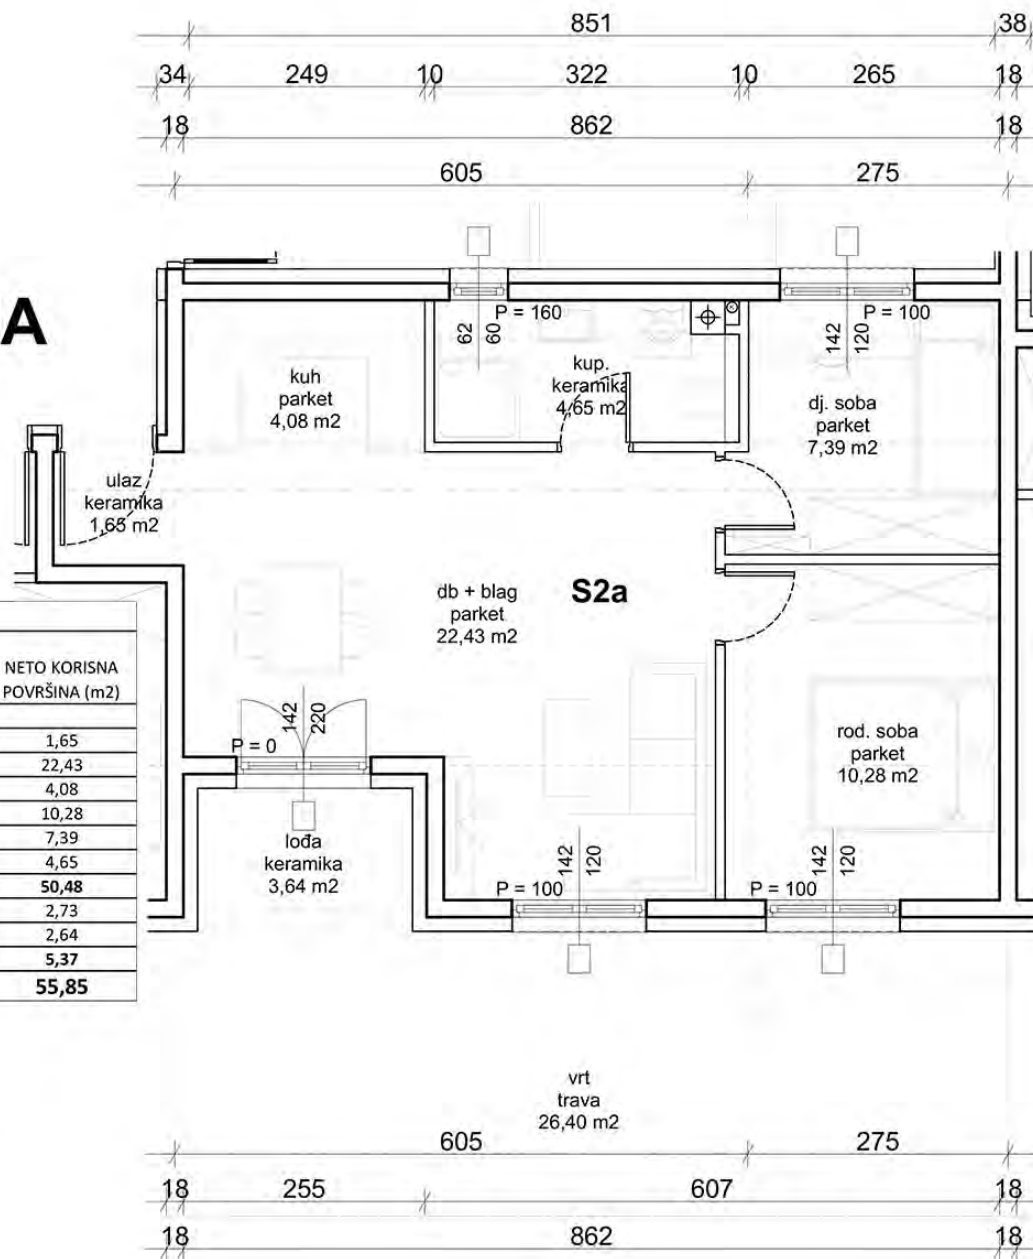 851
38
34
249
10
322
10
265
18
18
862
18
605
275
A
P = 160
62
60
P = 100
142
120
kuh
parket
4,08 m2
kup.
keramika
4,65 m2
dj. soba
parket
7,39 m2
ulaz
keramika
1,65 m2
db + blag
parket
22,43 m2
S2a
NETO KORISNA
POVRŠINA (m2)
1,65
22,43
4,08
10,28
7,39
4,65
50,48
2,73
2,64
5,37
55,85
142
220
P = 0
rod. soba
parket
10,28 m2
lođa
keramika
3,64 m2
142
120
P = 100
142
120
P = 100
vrt
trava
26,40 m2
605
275
18
255
607
18
18
862
18